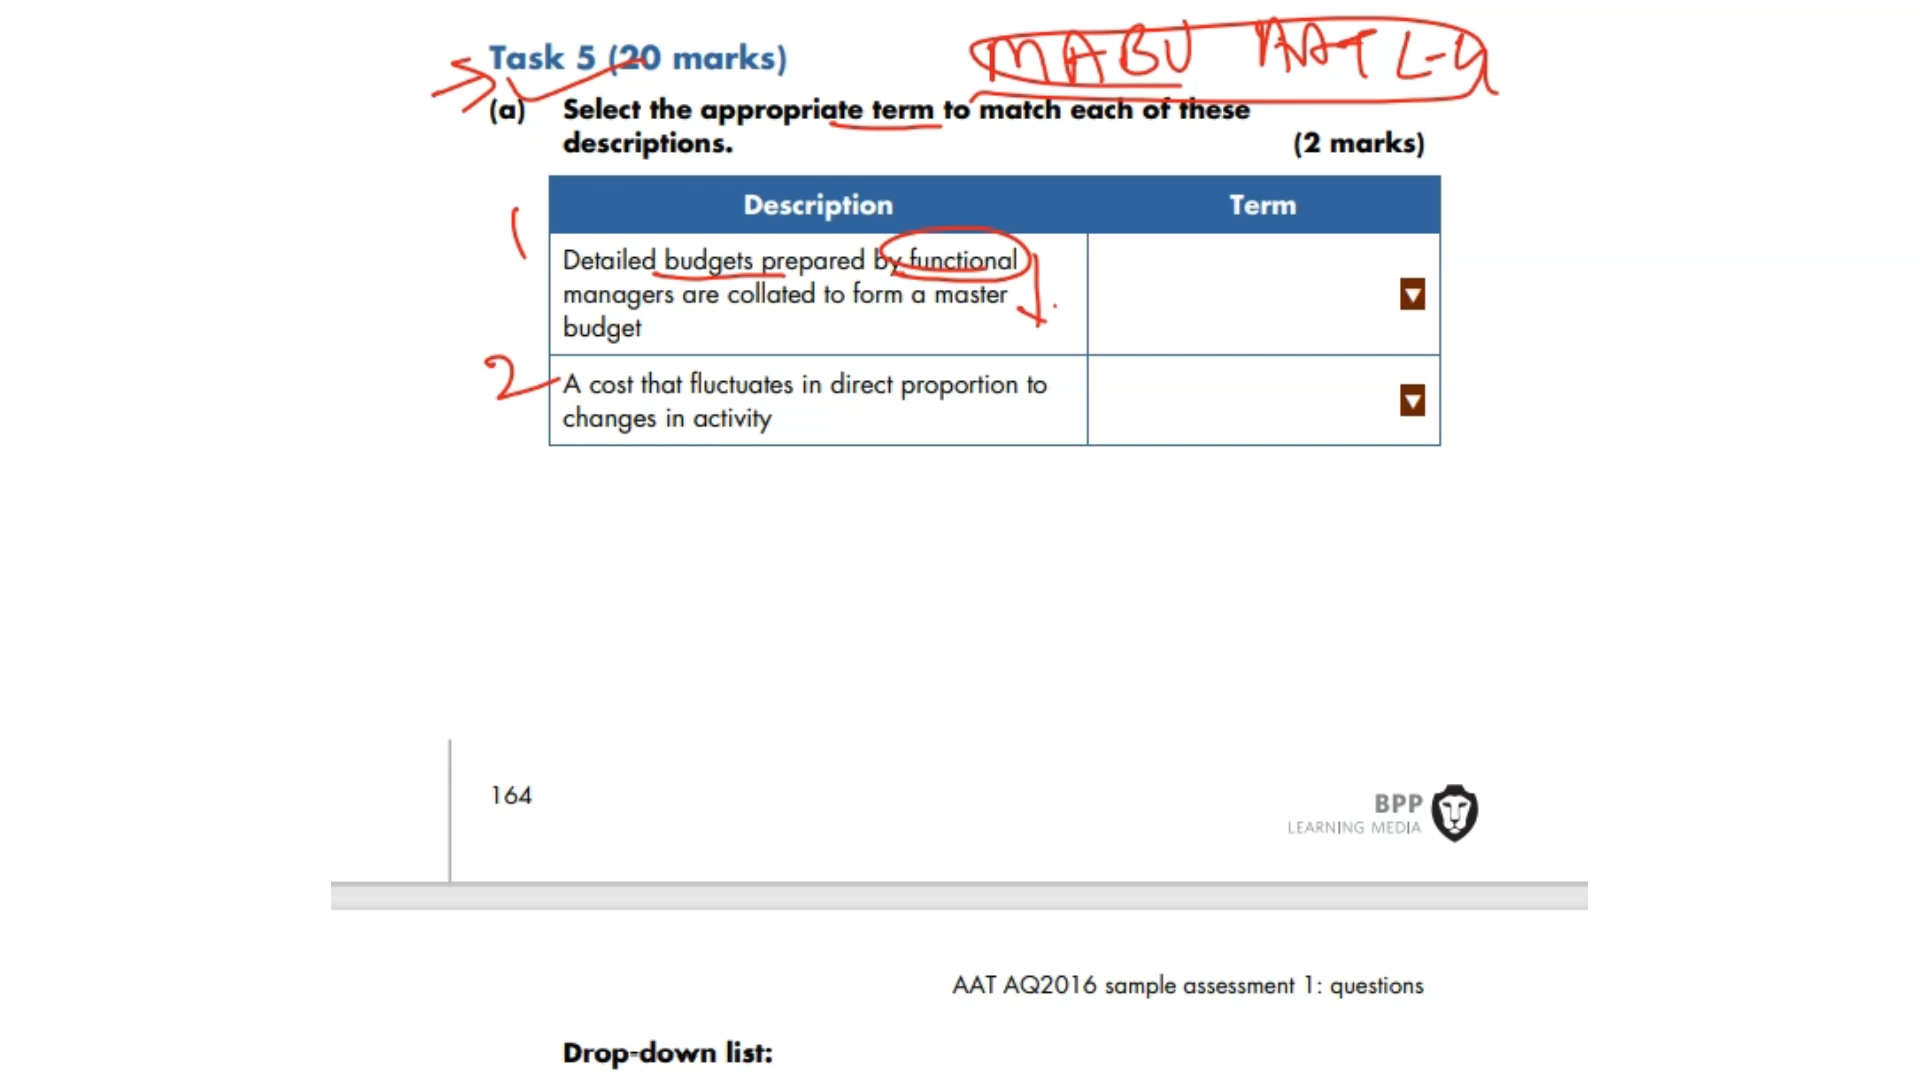 Task 5 (20 marks)
MABU AAT L-4
(a) Select the appropriate term to match each of these
descriptions. (2 marks)
Description Term
1
Detailed budgets prepared by functional
managers are collated to form a master
budget
2
A cost that fluctuates in direct proportion to
changes in activity
164
BPP
LEARNING MEDIA
AAT AQ2016 sample assessment 1: questions
Drop-down list: